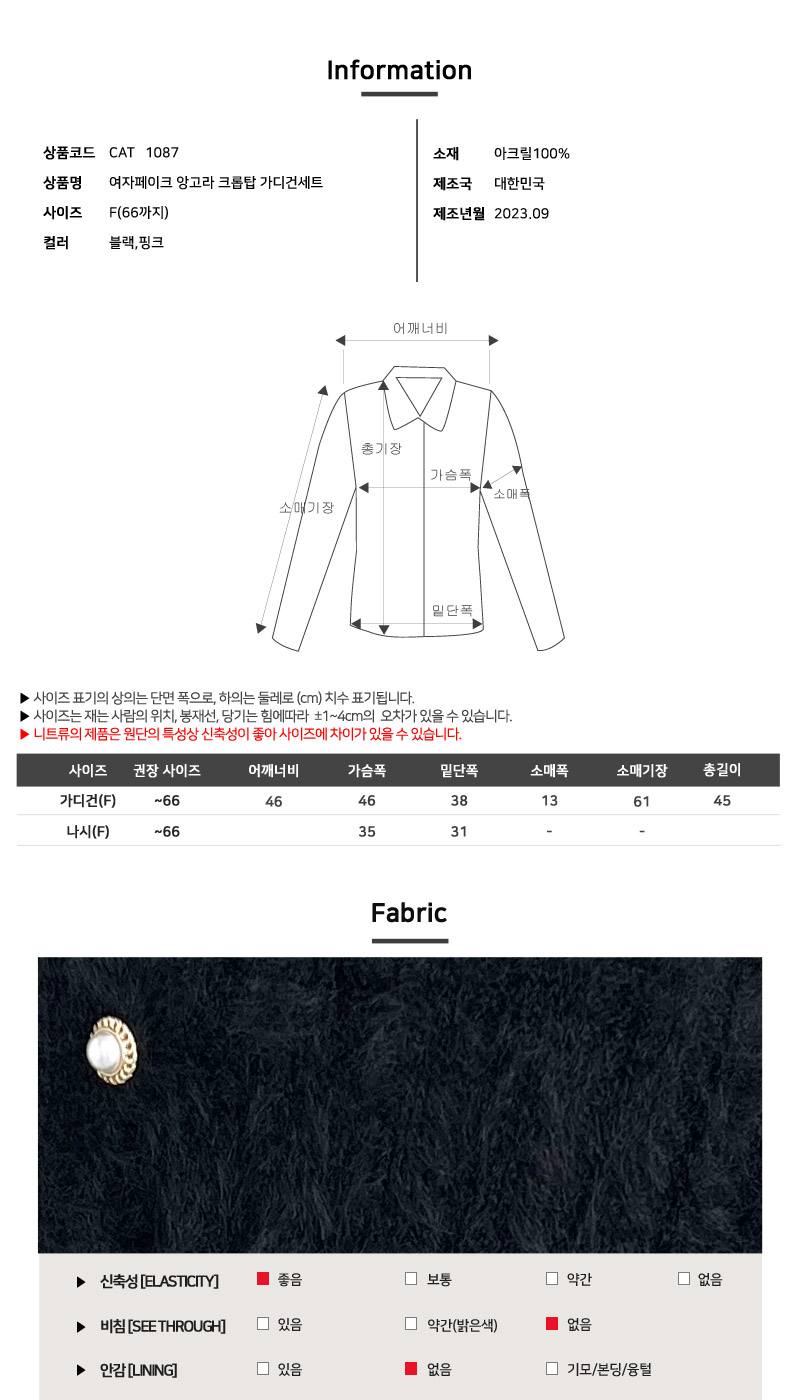 Information
상품코드 CAT 1087
상품명 여자페이크 앙고라 크롭탑 가디건세트
사이즈 F(66까지)
컬러 블랙,핑크
소재 아크릴100%
제조국 대한민국
제조년월 2023.09
어깨너비
총기장
가슴폭
소매폭
소매기장
밑단폭
▶ 사이즈 표기의 상의는 단면 폭으로, 하의는 둘레로 (cm) 치수 표기됩니다.
▶ 사이즈는 재는 사람의 위치, 봉재선, 당기는 힘에따라 ±1~4cm의 오차가 있을 수 있습니다.
▶ 니트류의 제품은 원단의 특성상 신축성이 좋아 사이즈에 차이가 있을 수 있습니다.
사이즈 권장 사이즈 어깨너비 가슴폭 밑단폭 소매폭 소매기장 총길이
가디건(F) ~66 46 46 38 13 61 45
나시(F) ~66 35 31 - -
Fabric
▶ 신축성 [ELASTICITY] 좋음 보통 약간 없음
▶ 비침 [SEE THROUGH] 있음 약간(밝은색) 없음
▶ 안감 [LINING] 있음 없음 기모/본딩/융털